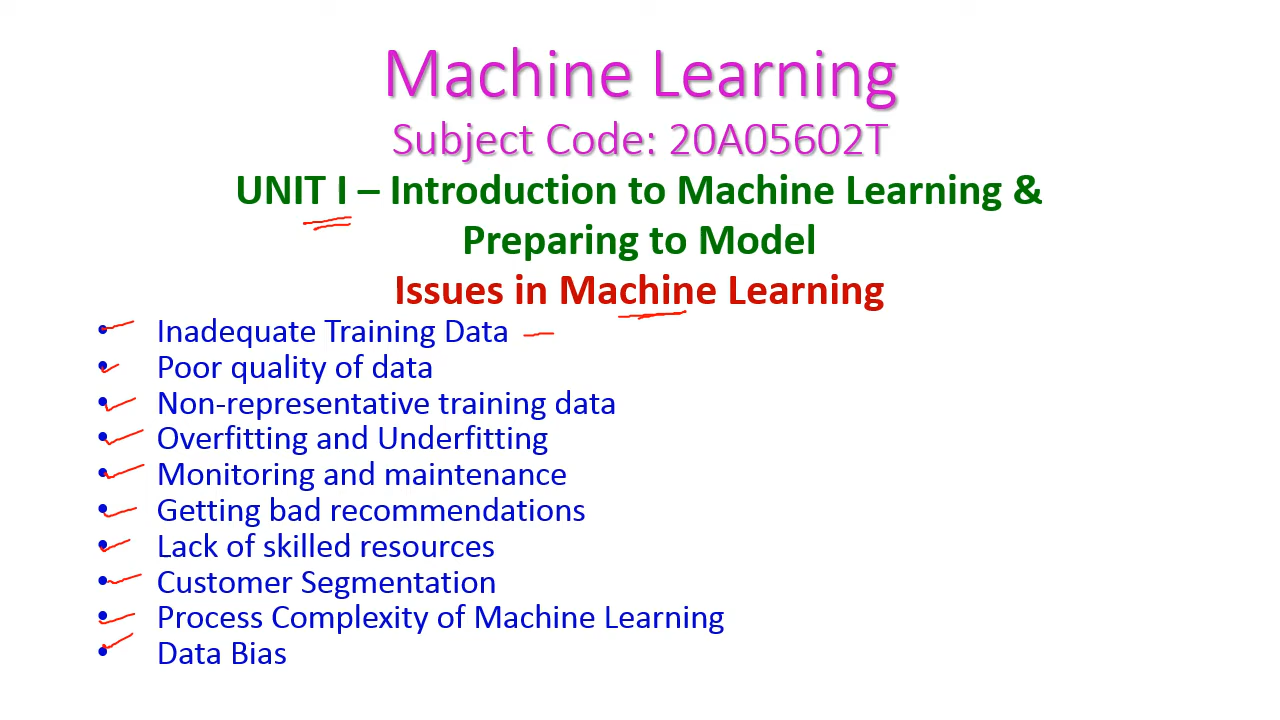 Machine Learning
Subject Code: 20A05602T
UNIT I – Introduction to Machine Learning &
Preparing to Model
Issues in Machine Learning
• Inadequate Training Data
• Poor quality of data
• Non-representative training data
• Overfitting and Underfitting
• Monitoring and maintenance
• Getting bad recommendations
• Lack of skilled resources
• Customer Segmentation
• Process Complexity of Machine Learning
• Data Bias